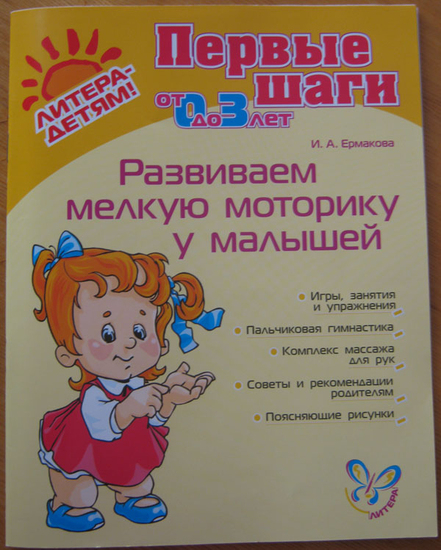 ЛИТЕРА-
ДЕТЯМ!
Первые
шаги
от 0 до 3 лет
И. А. Ермакова
Развиваем
мелкую моторику
у малышей
• Игры, занятия
и упражнения
• Пальчиковая гимнастика
• Комплекс массажа
для рук
• Советы и рекомендации
родителям
• Поясняющие рисунки
ЛИТЕРА